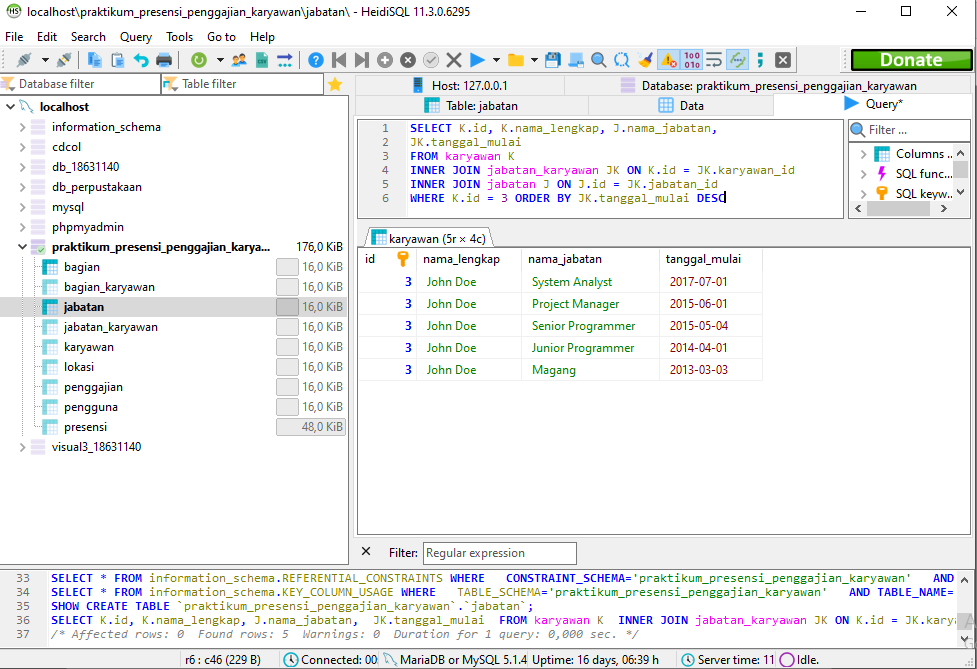 localhost\praktikum_presensi_penggajian_karyawan\jabatan\ - HeidiSQL 11.3.0.6295
File Edit Search Query Tools Go to Help
Donate
Database filter Table filter
Host: 127.0.0.1 Database: praktikum_presensi_penggajian_karyawan
Table: jabatan Data Query*
localhost
information_schema
cdcol
db_18631140
db_perpustakaan
mysql
phpmyadmin
praktikum_presensi_penggajian_karya... 176,0 KiB
bagian 16,0 KiB
bagian_karyawan 16,0 KiB
jabatan 16,0 KiB
jabatan_karyawan 16,0 KiB
karyawan 16,0 KiB
lokasi 16,0 KiB
penggajian 16,0 KiB
pengguna 16,0 KiB
presensi 48,0 KiB
visual3_18631140
1 SELECT K.id, K.nama_lengkap, J.nama_jabatan,
2 JK.tanggal_mulai
3 FROM karyawan K
4 INNER JOIN jabatan_karyawan JK ON K.id = JK.karyawan_id
5 INNER JOIN jabatan J ON J.id = JK.jabatan_id
6 WHERE K.id = 3 ORDER BY JK.tanggal_mulai DESC
Filter ...
Columns ..
SQL func...
SQL keyw...
karyawan (5r × 4c)
id nama_lengkap nama_jabatan tanggal_mulai
3 John Doe System Analyst 2017-07-01
3 John Doe Project Manager 2015-06-01
3 John Doe Senior Programmer 2015-05-04
3 John Doe Junior Programmer 2014-04-01
3 John Doe Magang 2013-03-03
Filter: Regular expression
33 SELECT * FROM information_schema.REFERENTIAL_CONSTRAINTS WHERE CONSTRAINT_SCHEMA='praktikum_presensi_penggajian_karyawan' AND
34 SELECT * FROM information_schema.KEY_COLUMN_USAGE WHERE TABLE_SCHEMA='praktikum_presensi_penggajian_karyawan' AND TABLE_NAME=
35 SHOW CREATE TABLE `praktikum_presensi_penggajian_karyawan`.`jabatan`;
36 SELECT K.id, K.nama_lengkap, J.nama_jabatan, JK.tanggal_mulai FROM karyawan K INNER JOIN jabatan_karyawan JK ON K.id = JK.karya
37 /* Affected rows: 0 Found rows: 5 Warnings: 0 Duration for 1 query: 0,000 sec. */
r6 : c46 (229 B) Connected: 00 MariaDB or MySQL 5.1.4 Uptime: 16 days, 06:39 h Server time: 11 Idle.